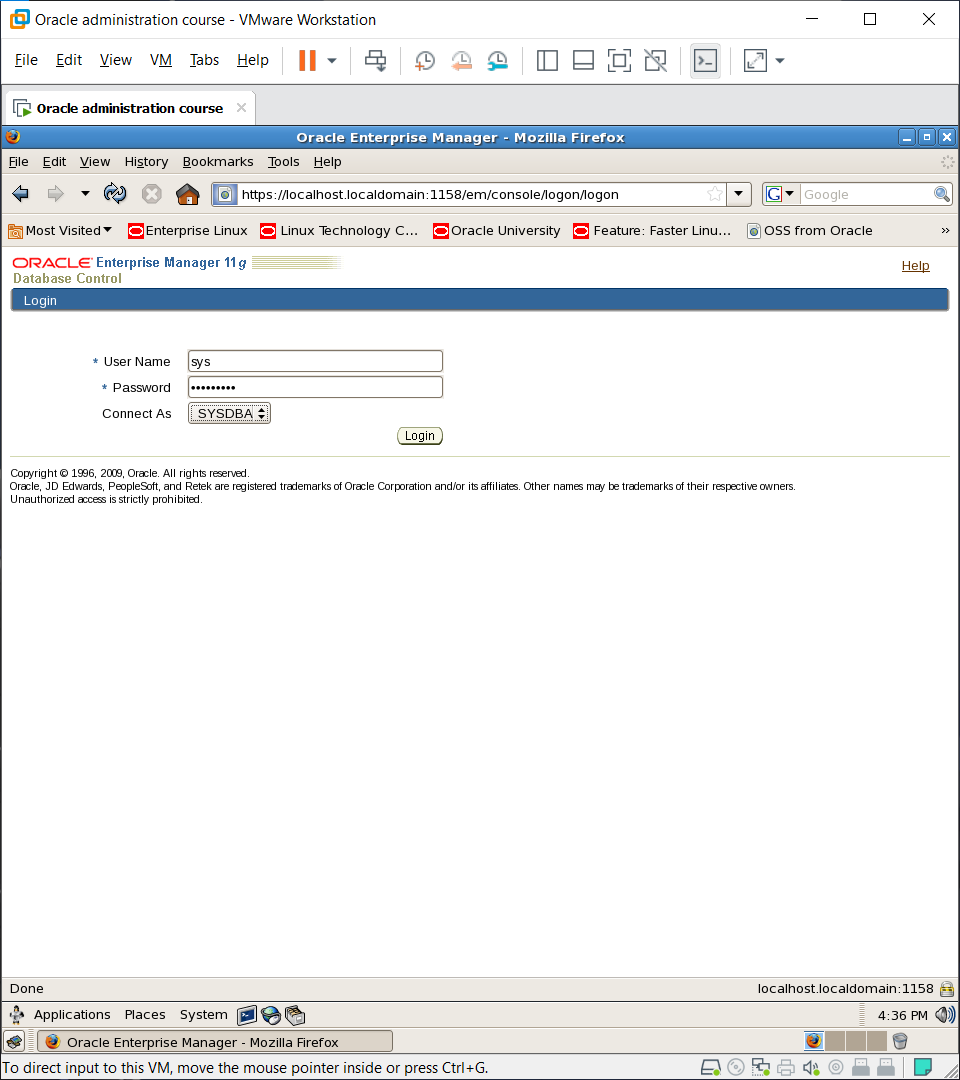 Oracle administration course - VMware Workstation
File Edit View VM Tabs Help
Oracle administration course
Oracle Enterprise Manager - Mozilla Firefox
File Edit View History Bookmarks Tools Help
https://localhost.localdomain:1158/em/console/logon/logon G Google
Most Visited Enterprise Linux Linux Technology C... Oracle University Feature: Faster Linu... OSS from Oracle »
ORACLE Enterprise Manager 11g Help
Database Control
Login
* User Name sys
* Password •••••••••
Connect As SYSDBA
Login
Copyright © 1996, 2009, Oracle. All rights reserved.
Oracle, JD Edwards, PeopleSoft, and Retek are registered trademarks of Oracle Corporation and/or its affiliates. Other names may be trademarks of their respective owners.
Unauthorized access is strictly prohibited.
Done localhost.localdomain:1158
Applications Places System 4:36 PM
Oracle Enterprise Manager - Mozilla Firefox
To direct input to this VM, move the mouse pointer inside or press Ctrl+G.